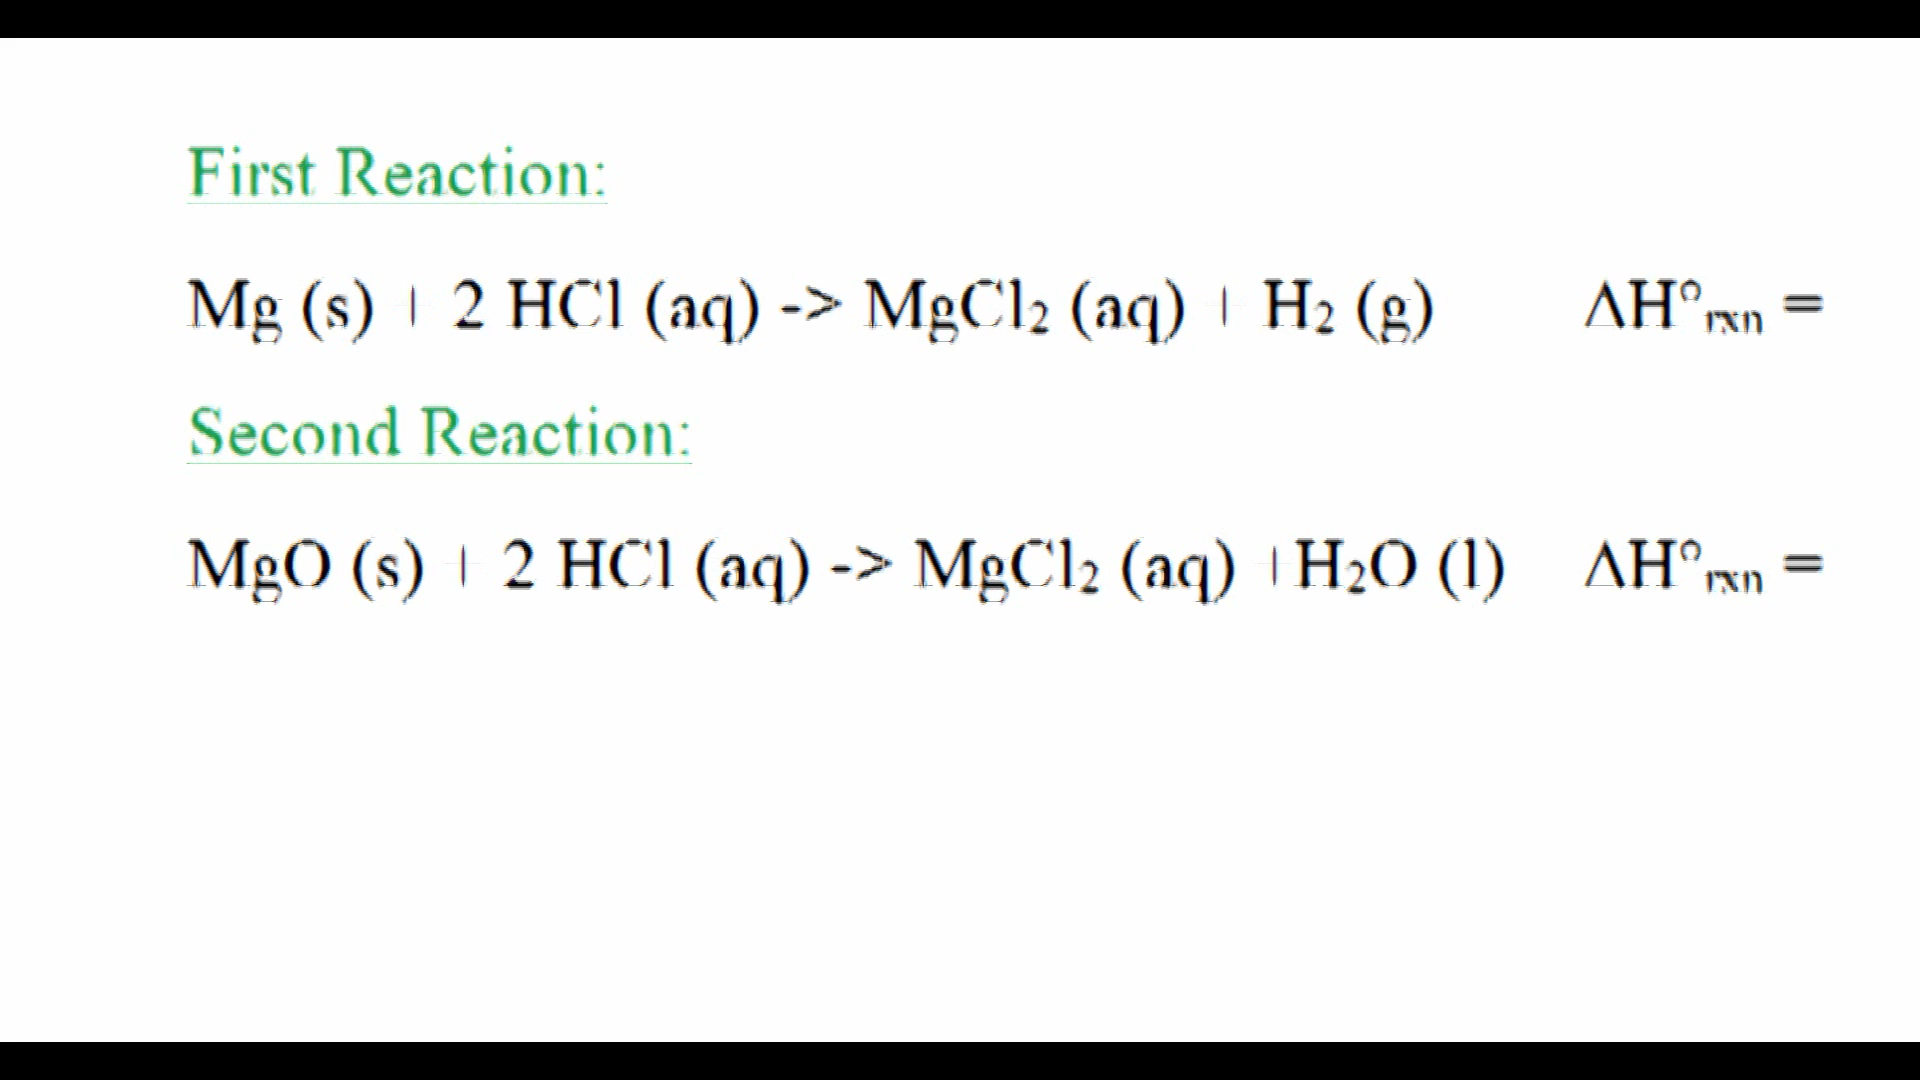 First Reaction:
Mg (s) + 2 HCl (aq) -> MgCl₂ (aq) + H₂ (g) ΔH°rxn =
Second Reaction:
MgO (s) + 2 HCl (aq) -> MgCl₂ (aq) +H₂O (l) ΔH°rxn =